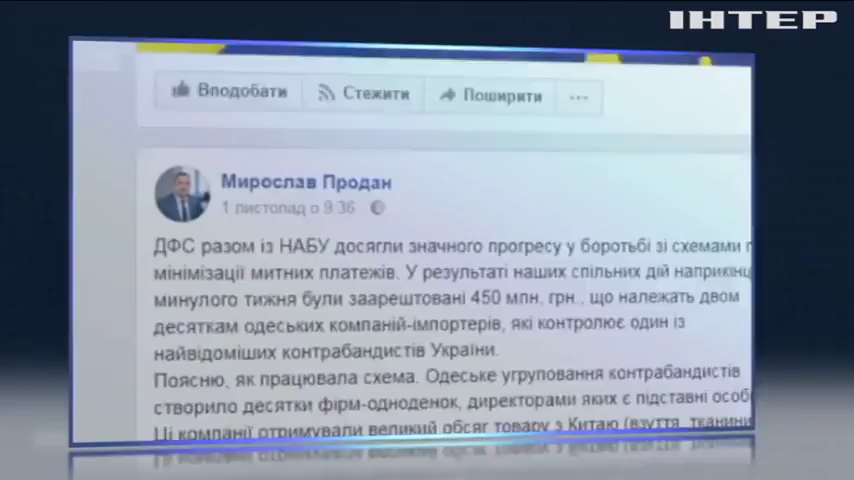 ІНТЕР
Вподобати Стежити Поширити ...
Мирослав Продан
1 листопад о 9:36
ДФС разом із НАБУ досягли значного прогресу у боротьбі зі схемами
мінімізації митних платежів. У результаті наших спільних дій наприкінц
минулого тижня були заарештовані 450 млн. грн., що належать двом
десяткам одеських компаній-імпортерів, які контролює один із
найвідоміших контрабандистів України.
Поясню, як працювала схема. Одеське угруповання контрабандистів
створило десятки фірм-одноденок, директорами яких є підставні особ
Ці компанії отримували великий обсяг товару з Китаю (взуття, тканини